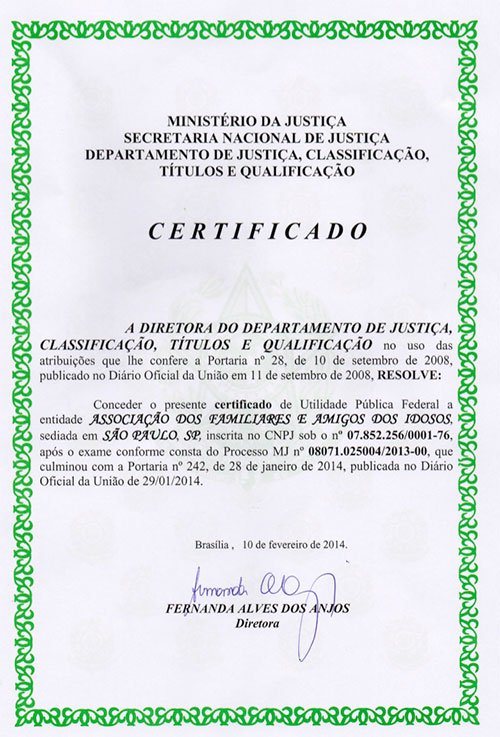 MINISTÉRIO DA JUSTIÇA
SECRETARIA NACIONAL DE JUSTIÇA
DEPARTAMENTO DE JUSTIÇA, CLASSIFICAÇÃO,
TÍTULOS E QUALIFICAÇÃO
CERTIFICADO
A DIRETORA DO DEPARTAMENTO DE JUSTIÇA,
CLASSIFICAÇÃO, TÍTULOS E QUALIFICAÇÃO no uso das
atribuições que lhe confere a Portaria nº 28, de 10 de setembro de 2008,
publicado no Diário Oficial da União em 11 de setembro de 2008, RESOLVE:
Conceder o presente certificado de Utilidade Pública Federal a
entidade ASSOCIAÇÃO DOS FAMILIARES E AMIGOS DOS IDOSOS,
sediada em SÃO PAULO, SP, inscrita no CNPJ sob o nº 07.852.256/0001-76,
após o exame conforme consta do Processo MJ nº 08071.025004/2013-00, que
culminou com a Portaria nº 242, de 28 de janeiro de 2014, publicada no Diário
Oficial da União de 29/01/2014.
Brasília , 10 de fevereiro de 2014.
FERNANDA ALVES DOS ANJOS
Diretora